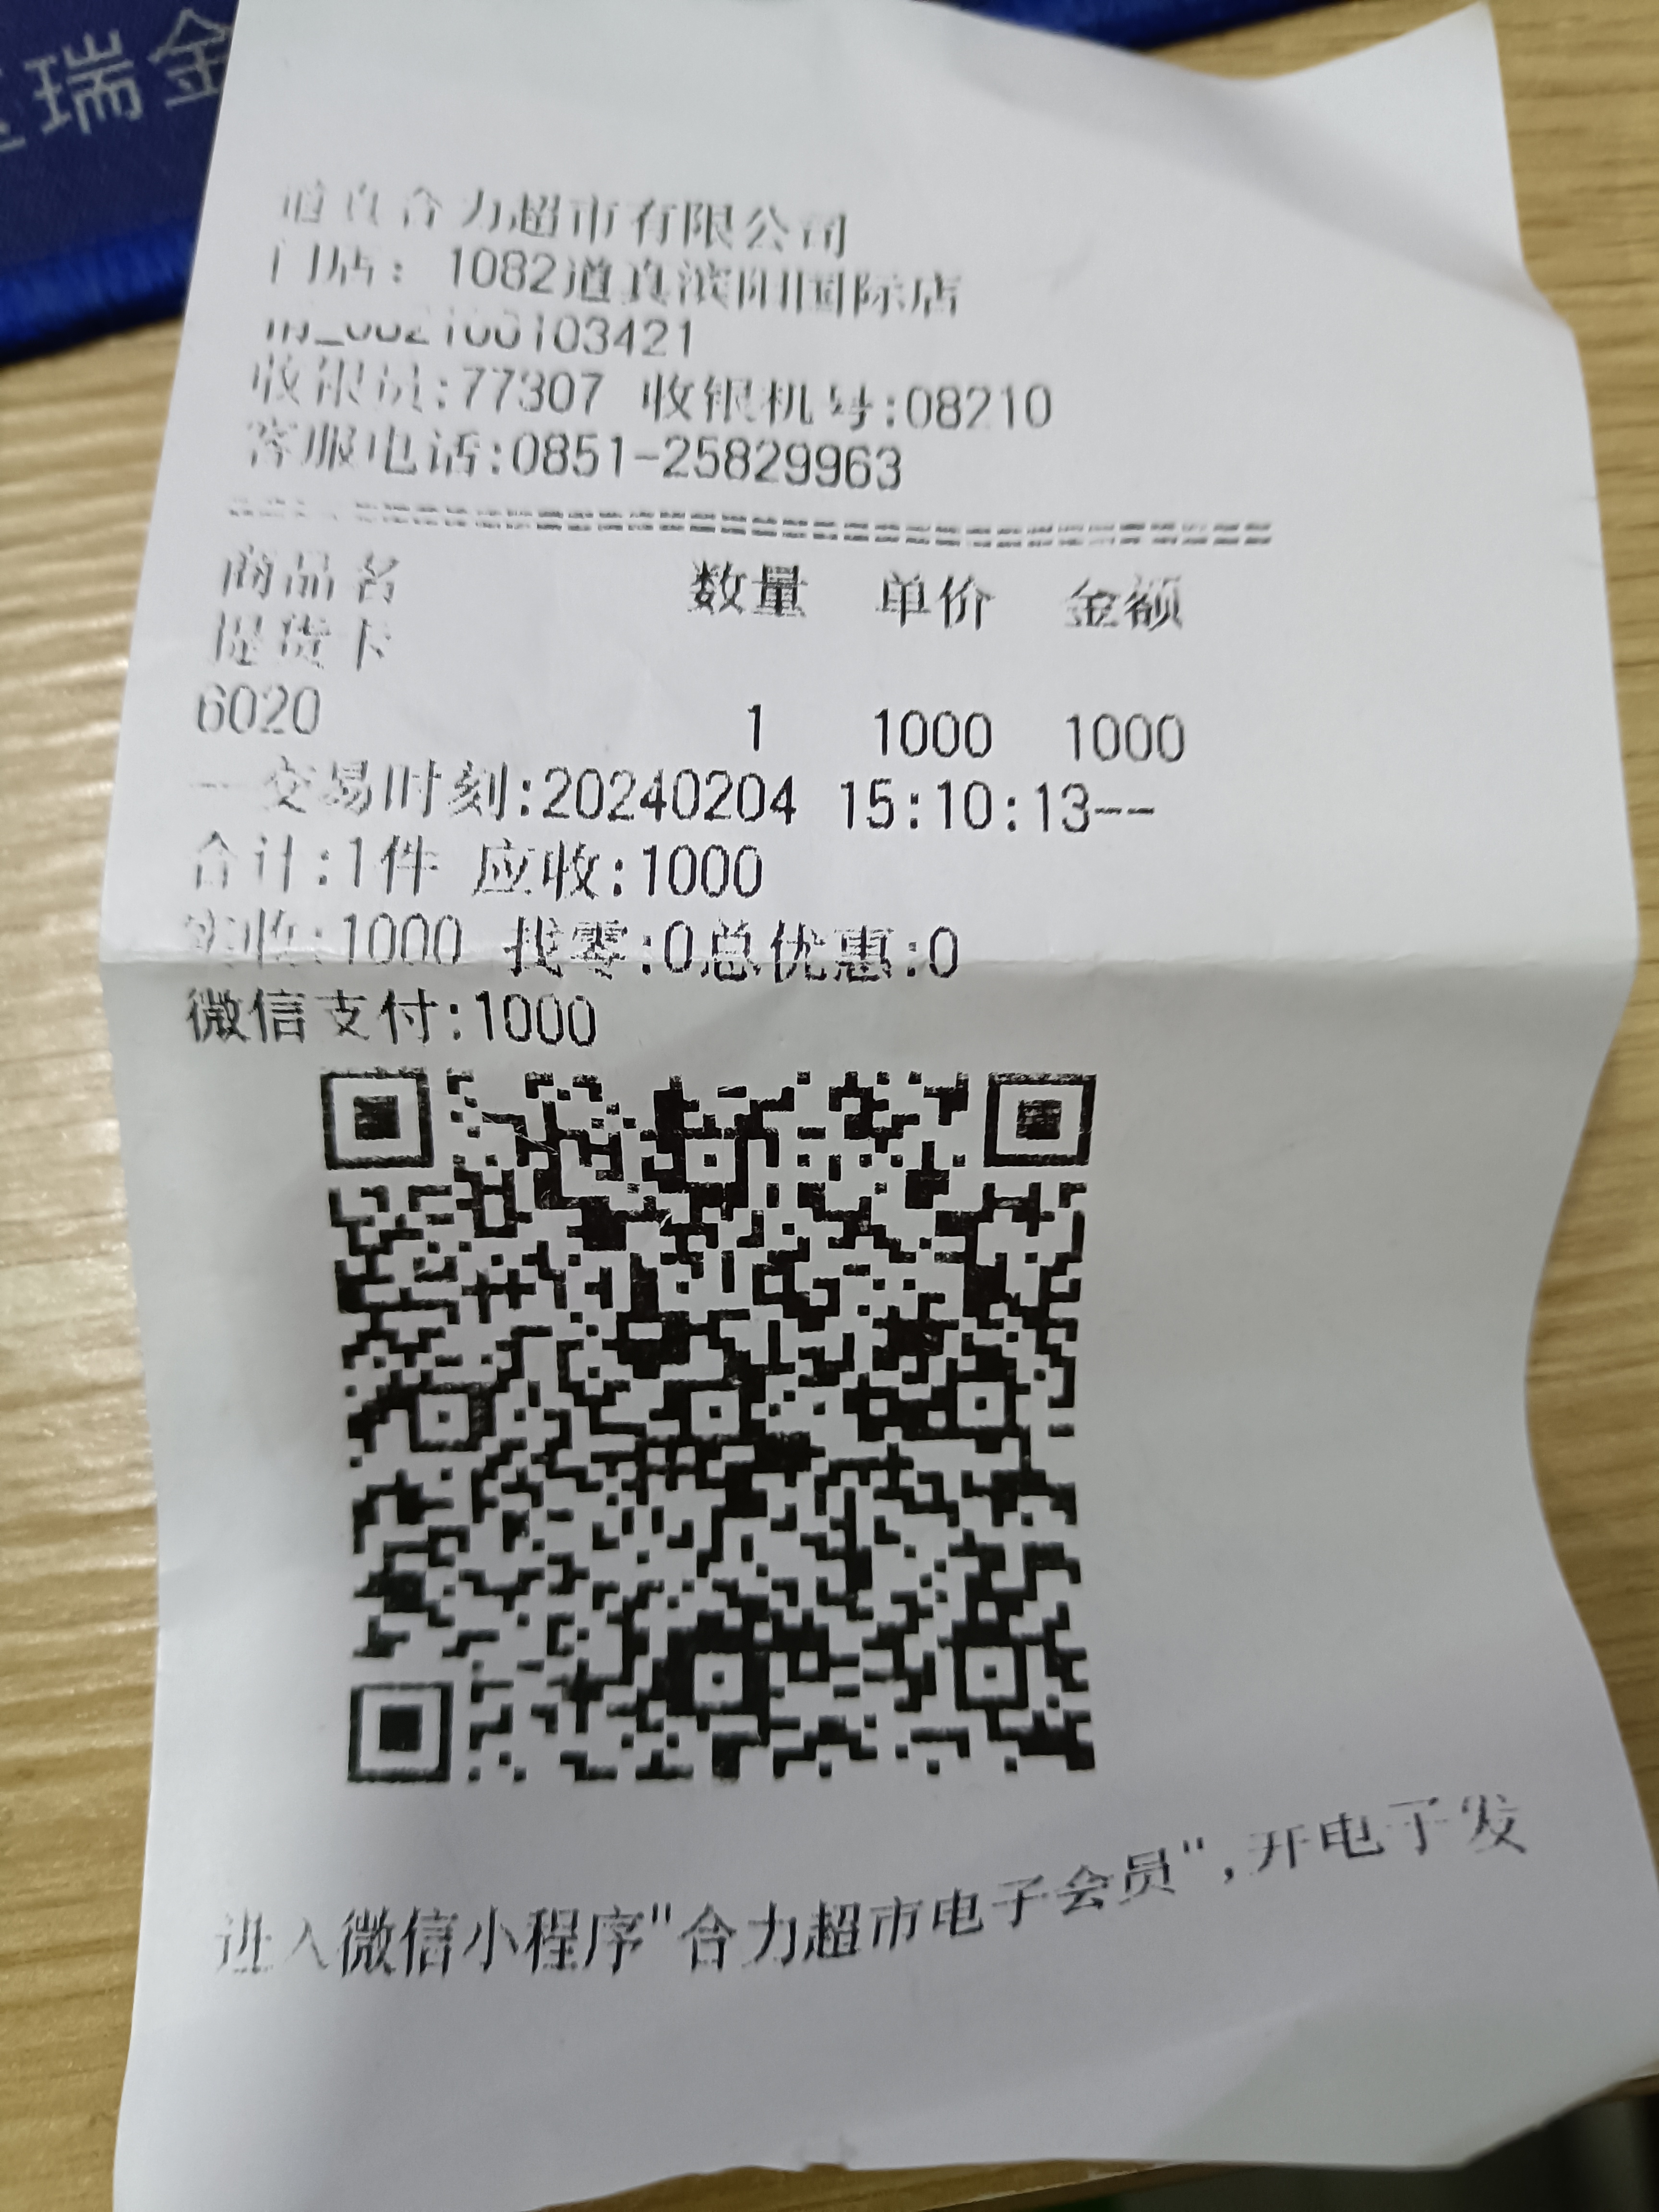 瑞金
道真合力超市有限公司
门店：1082道真滨阳国际店
收银员:77307 收银机号:08210
客服电话:0851-25829963
================================
商品名 数量 单价 金额
提货卡
6020 1 1000 1000
--交易时刻:20240204 15:10:13--
合计:1件 应收:1000
实收:1000 找零:0总优惠:0
微信支付:1000
进入微信小程序"合力超市电子会员",开电子发